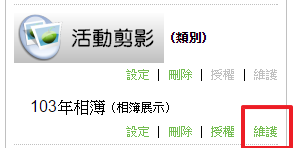 活動剪影 (類別)
設定 | 刪除 | 授權 | 維護
103年相簿 (相簿展示)
設定 | 刪除 | 授權 | 維護